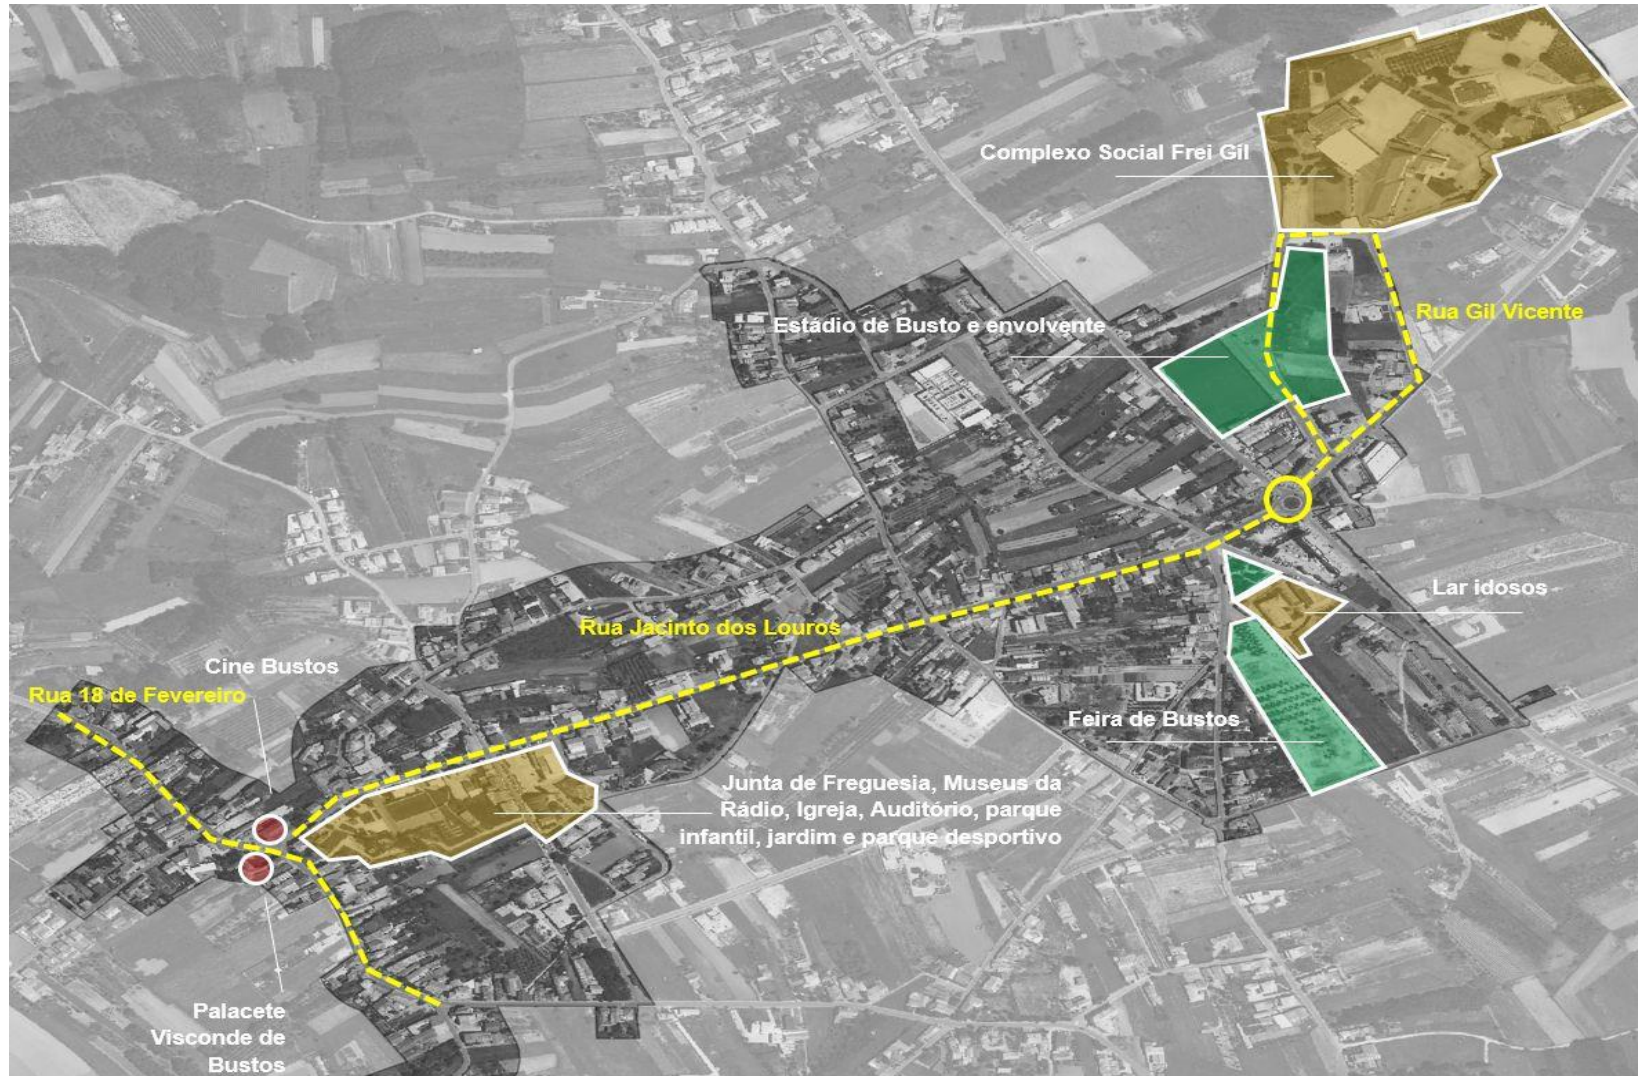 Complexo Social Frei Gil
Rua Gil Vicente
Estádio de Busto e envolvente
Lar idosos
Rua Jacinto dos Louros
Cine Bustos
Rua 18 de Fevereiro
Feira de Bustos
Junta de Freguesia, Museus da
Rádio, Igreja, Auditório, parque
infantil, jardim e parque desportivo
Palacete
Visconde de
Bustos